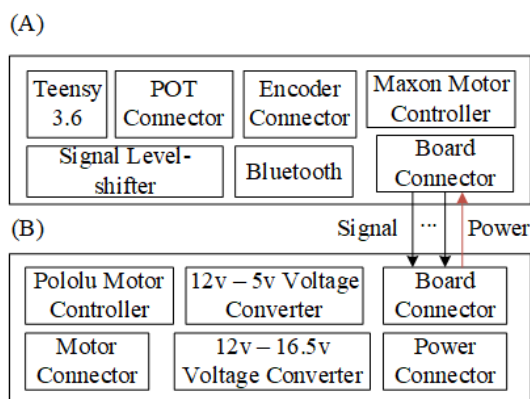 (A)
Teensy
3.6
POT
Connector
Encoder
Connector
Maxon Motor
Controller
Signal Level-
shifter
Bluetooth
Board
Connector
Signal
...
Power
(B)
Pololu Motor
Controller
12v – 5v Voltage
Converter
Board
Connector
Motor
Connector
12v – 16.5v
Voltage Converter
Power
Connector